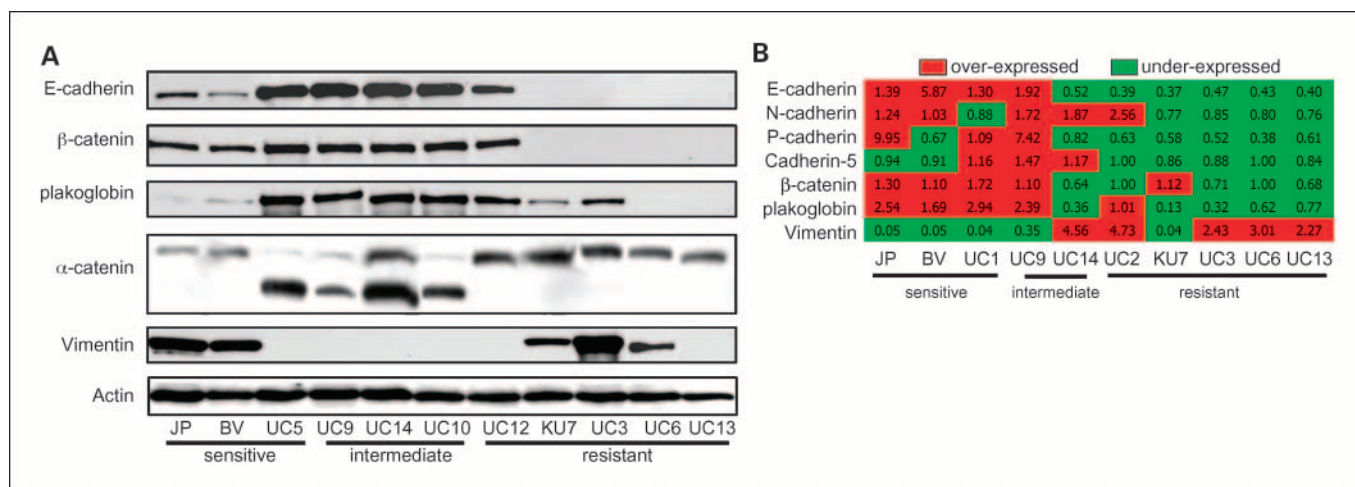 A
E-cadherin
β-catenin
plakoglobin
α-catenin
Vimentin
Actin
JP BV UC5 UC9 UC14 UC10 UC12 KU7 UC3 UC6 UC13
sensitive intermediate resistant
B
over-expressed under-expressed
E-cadherin 1.39 5.87 1.30 1.92 0.52 0.39 0.37 0.47 0.43 0.40
N-cadherin 1.24 1.03 0.88 1.72 1.87 2.56 0.77 0.85 0.80 0.76
P-cadherin 9.95 0.67 1.09 7.42 0.82 0.63 0.58 0.52 0.38 0.61
Cadherin-5 0.94 0.91 1.16 1.47 1.17 1.00 0.86 0.88 1.00 0.84
β-catenin 1.30 1.10 1.72 1.10 0.64 1.00 1.12 0.71 1.00 0.68
plakoglobin 2.54 1.69 2.94 2.39 0.36 1.01 0.13 0.32 0.62 0.77
Vimentin 0.05 0.05 0.04 0.35 4.56 4.73 0.04 2.43 3.01 2.27
JP BV UC1 UC9 UC14 UC2 KU7 UC3 UC6 UC13
sensitive intermediate resistant